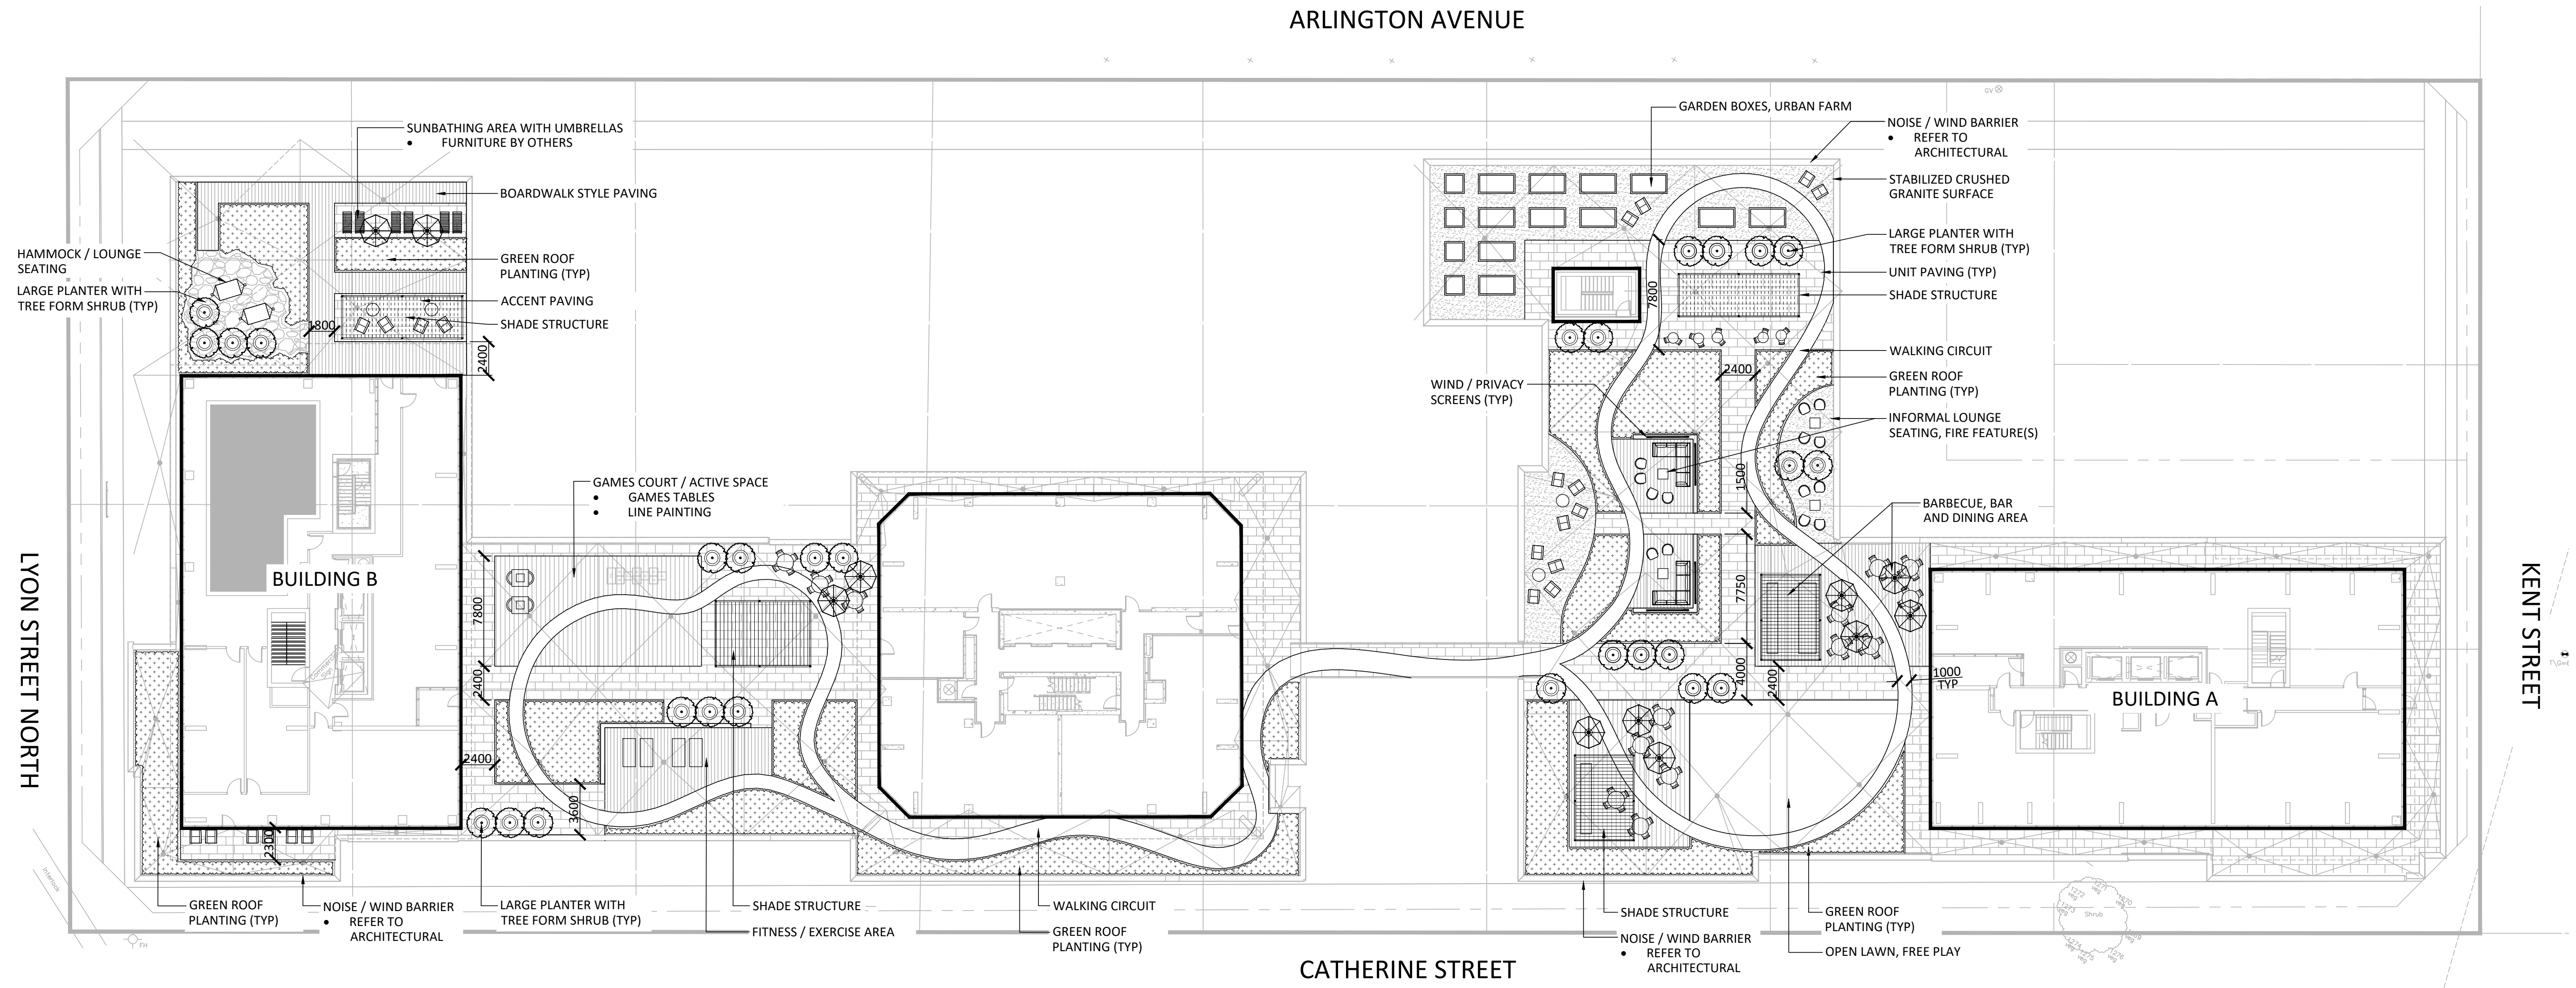 ARLINGTON AVENUE
GV
GARDEN BOXES, URBAN FARM
NOISE / WIND BARRIER
• REFER TO
ARCHITECTURAL
SUNBATHING AREA WITH UMBRELLAS
• FURNITURE BY OTHERS
BOARDWALK STYLE PAVING
STABILIZED CRUSHED
GRANITE SURFACE
HAMMOCK / LOUNGE
SEATING
LARGE PLANTER WITH
TREE FORM SHRUB (TYP)
GREEN ROOF
PLANTING (TYP)
ACCENT PAVING
SHADE STRUCTURE
1800
2400
LARGE PLANTER WITH
TREE FORM SHRUB (TYP)
UNIT PAVING (TYP)
SHADE STRUCTURE
7800
WALKING CIRCUIT
2400
GREEN ROOF
PLANTING (TYP)
WIND / PRIVACY
SCREENS (TYP)
INFORMAL LOUNGE
SEATING, FIRE FEATURE(S)
1500
GAMES COURT / ACTIVE SPACE
• GAMES TABLES
• LINE PAINTING
BARBECUE, BAR
AND DINING AREA
LYON STREET NORTH
BUILDING B
7800
2400
2400
3600
2300
7750
4000
2400
1000
TYP
BUILDING A
KENT STREET
Interlock
FH
GREEN ROOF
PLANTING (TYP)
NOISE / WIND BARRIER
• REFER TO
ARCHITECTURAL
LARGE PLANTER WITH
TREE FORM SHRUB (TYP)
SHADE STRUCTURE
FITNESS / EXERCISE AREA
WALKING CIRCUIT
GREEN ROOF
PLANTING (TYP)
SHADE STRUCTURE
NOISE / WIND BARRIER
• REFER TO
ARCHITECTURAL
GREEN ROOF
PLANTING (TYP)
OPEN LAWN, FREE PLAY
Shrub
CATHERINE STREET